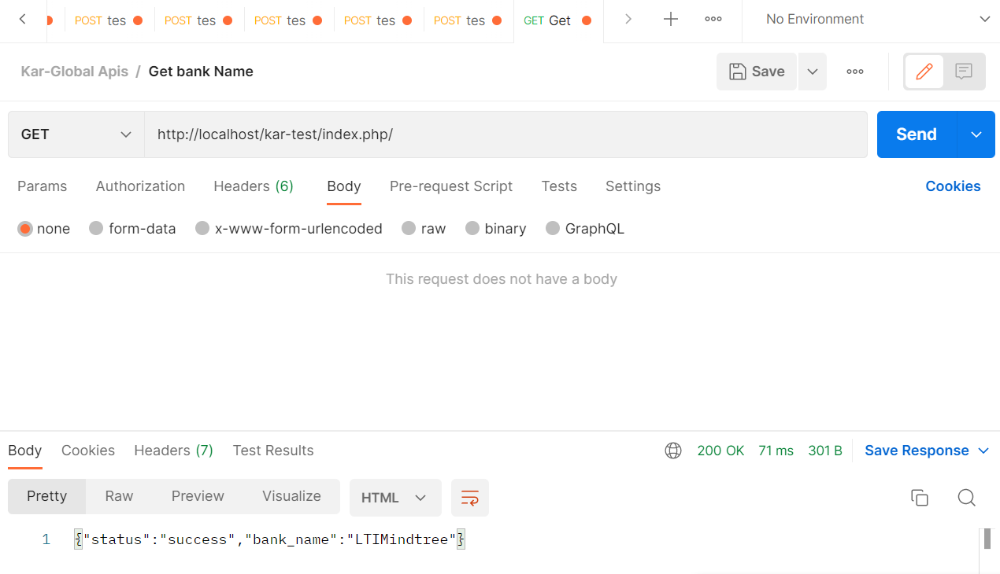 POST tes POST tes POST tes POST tes POST tes GET Get No Environment
Kar-Global Apis / Get bank Name Save
GET http://localhost/kar-test/index.php/ Send
Params Authorization Headers (6) Body Pre-request Script Tests Settings Cookies
none form-data x-www-form-urlencoded raw binary GraphQL
This request does not have a body
Body Cookies Headers (7) Test Results 200 OK 71 ms 301 B Save Response
Pretty Raw Preview Visualize HTML
1 {"status":"success","bank_name":"LTIMindtree"}